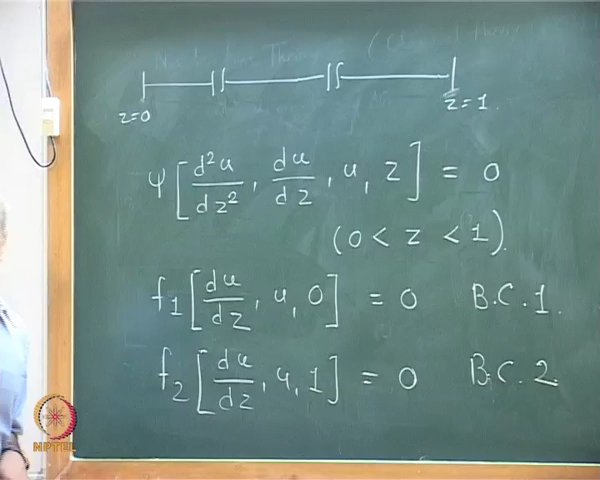 z=0
z=1.
ψ[d²u/dz², du/dz, u, z] = 0
(0 < z < 1).
f₁[du/dz, u, 0] = 0 B.C.1.
f₂[du/dz, u, 1] = 0 B.C.2.
NPTEL